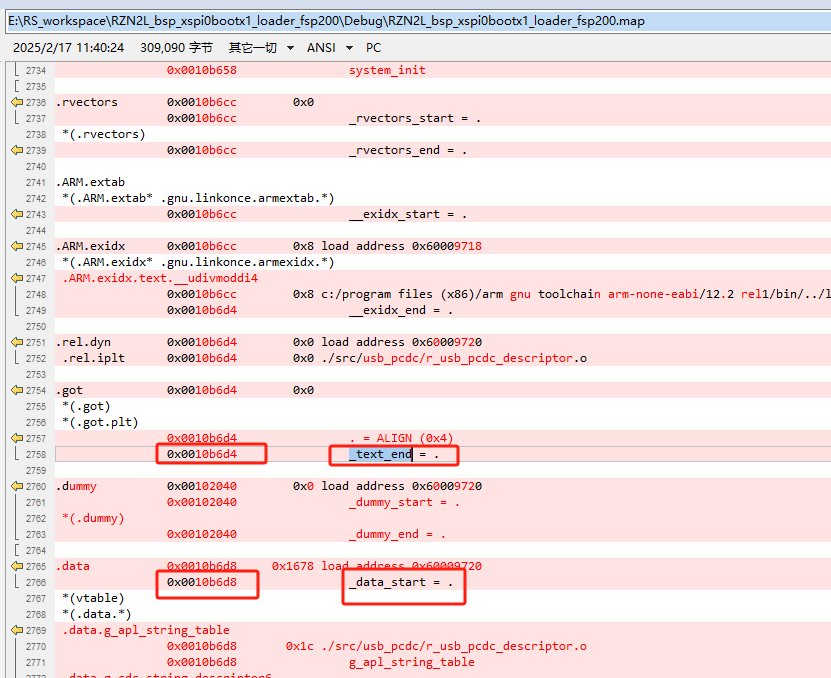 E:\RS_workspace\RZN2L_bsp_xspi0bootx1_loader_fsp200\Debug\RZN2L_bsp_xspi0bootx1_loader_fsp200.map
2025/2/17 11:40:24 309,090 字节 其它一切 ANSI PC
2734 0x0010b658 system_init
2735
2736 .rvectors 0x0010b6cc 0x0
2737 0x0010b6cc _rvectors_start = .
2738 *(.rvectors)
2739 0x0010b6cc _rvectors_end = .
2740
2741 .ARM.extab
2742 *(.ARM.extab* .gnu.linkonce.armextab.*)
2743 0x0010b6cc __exidx_start = .
2744
2745 .ARM.exidx 0x0010b6cc 0x8 load address 0x60009718
2746 *(.ARM.exidx* .gnu.linkonce.armexidx.*)
2747 .ARM.exidx.text.__udivmoddi4
2748 0x0010b6cc 0x8 c:/program files (x86)/arm gnu toolchain arm-none-eabi/12.2 rel1/bin/../l
2749 0x0010b6d4 __exidx_end = .
2750
2751 .rel.dyn 0x0010b6d4 0x0 load address 0x60009720
2752 .rel.iplt 0x0010b6d4 0x0 ./src/usb_pcdc/r_usb_pcdc_descriptor.o
2753
2754 .got 0x0010b6d4 0x0
2755 *(.got)
2756 *(.got.plt)
2757 0x0010b6d4 . = ALIGN (0x4)
2758 0x0010b6d4 _text_end = .
2759
2760 .dummy 0x00102040 0x0 load address 0x60009720
2761 0x00102040 _dummy_start = .
2762 *(.dummy)
2763 0x00102040 _dummy_end = .
2764
2765 .data 0x0010b6d8 0x1678 load address 0x60009720
2766 0x0010b6d8 _data_start = .
2767 *(vtable)
2768 *(.data.*)
2769 .data.g_apl_string_table
2770 0x0010b6d8 0x1c ./src/usb_pcdc/r_usb_pcdc_descriptor.o
2771 0x0010b6d8 g_apl_string_table